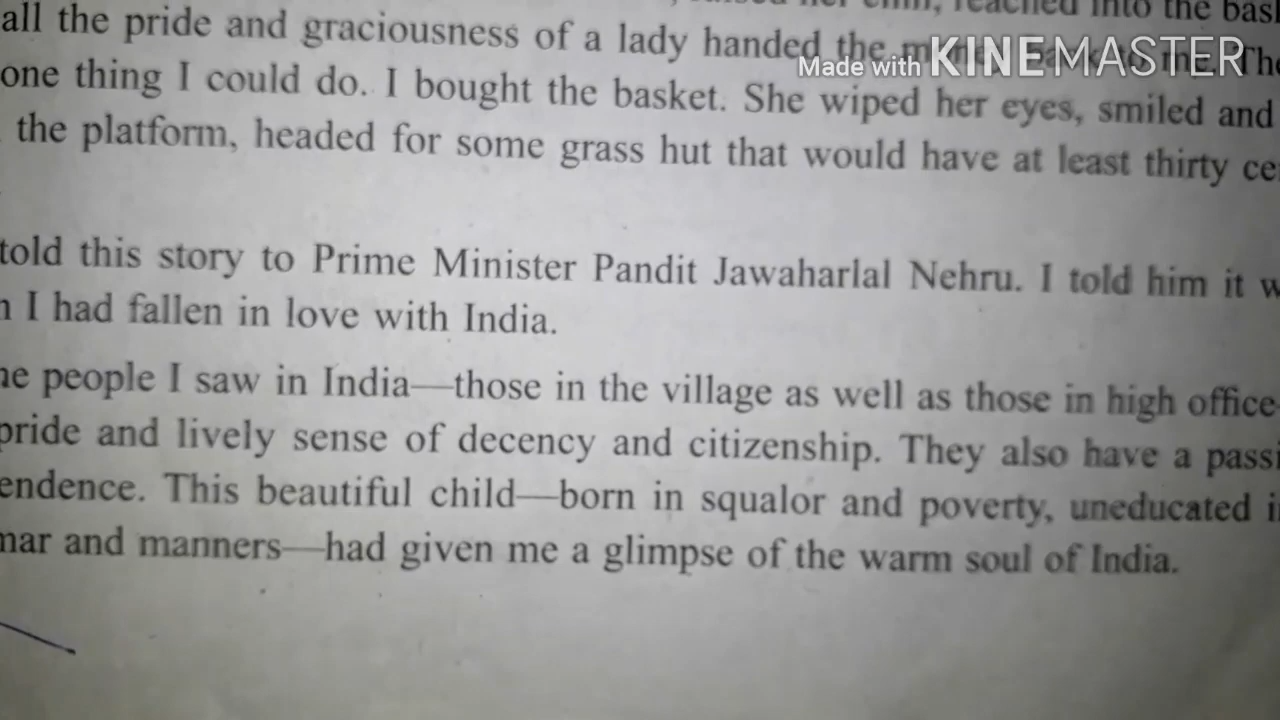 her chin, reached into the
all the pride and graciousness of a lady handed the
Made with KINEMASTER
one thing I could do. I bought the basket. She wiped her eyes, smiled and
the platform, headed for some grass hut that would have at least thirty
told this story to Prime Minister Pandit Jawaharlal Nehru. I told him it
I had fallen in love with India.
people I saw in India—those in the village as well as those in high office
pride and lively sense of decency and citizenship. They also have a
This beautiful child—born in squalor and poverty, uneducated
and manners—had given me a glimpse of the warm soul of India.